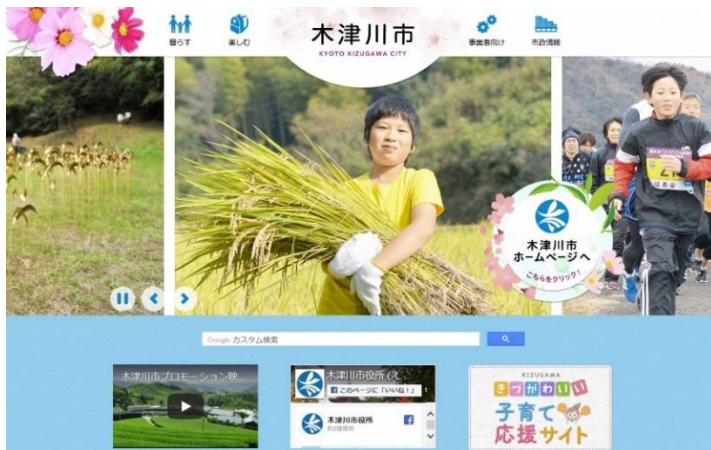 木津川市
KYOTO KIZUGAWA CITY
暮らす
楽しむ
事業者向け
市政情報
木津川市
ホームページへ
こちらをクリック!
Google カスタム検索
木津川市プロモーション映...
木津川市役所 (え
このページに「いいね!」
木津川市役所
KIZUGAWA
きづがわいい
子育て
応援サイト